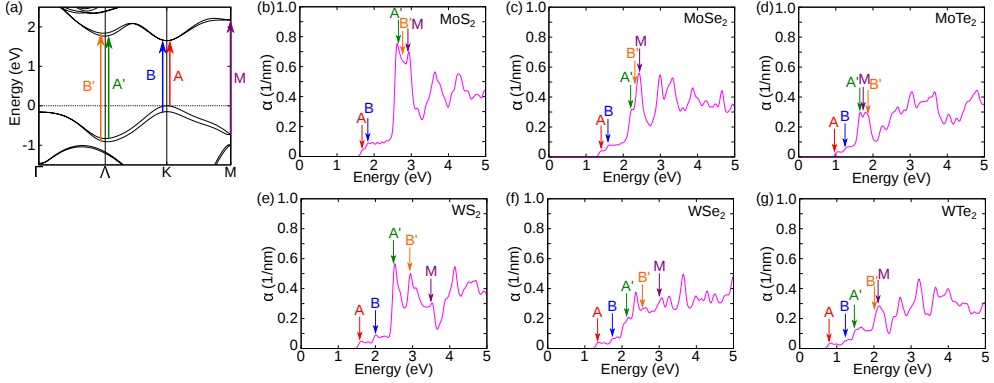 (a)
Energy (eV)
2
1
0
-1
B' A' B A M
Γ Λ K M
(b) MoS2
α (1/nm)
1.0
0.8
0.6
0.4
0.2
0
A' B' M
A B
0 1 2 3 4 5
Energy (eV)
(c) MoSe2
α (1/nm)
1.0
0.8
0.6
0.4
0.2
0
M
B'
A'
A B
0 1 2 3 4 5
Energy (eV)
(d) MoTe2
α (1/nm)
1.0
0.8
0.6
0.4
0.2
0
A' M B'
A B
0 1 2 3 4 5
Energy (eV)
(e) WS2
α (1/nm)
1.0
0.8
0.6
0.4
0.2
0
A' B' M
A B
0 1 2 3 4 5
Energy (eV)
(f) WSe2
α (1/nm)
1.0
0.8
0.6
0.4
0.2
0
A' B' M
A B
0 1 2 3 4 5
Energy (eV)
(g) WTe2
α (1/nm)
1.0
0.8
0.6
0.4
0.2
0
B' M
A'
A B
0 1 2 3 4 5
Energy (eV)